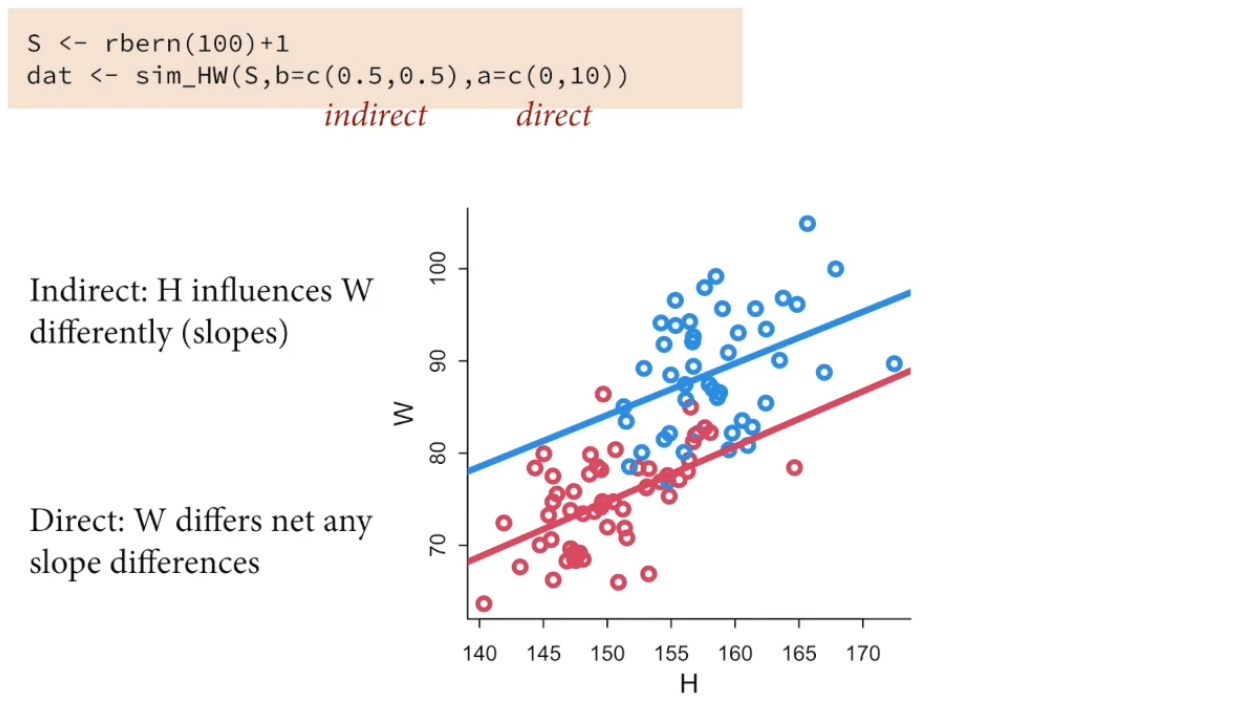 S <- rbern(100)+1
dat <- sim_HW(S,b=c(0.5,0.5),a=c(0,10))
indirect direct
Indirect: H influences W
differently (slopes)
Direct: W differs net any
slope differences
W
100
90
80
70
140 145 150 155 160 165 170
H